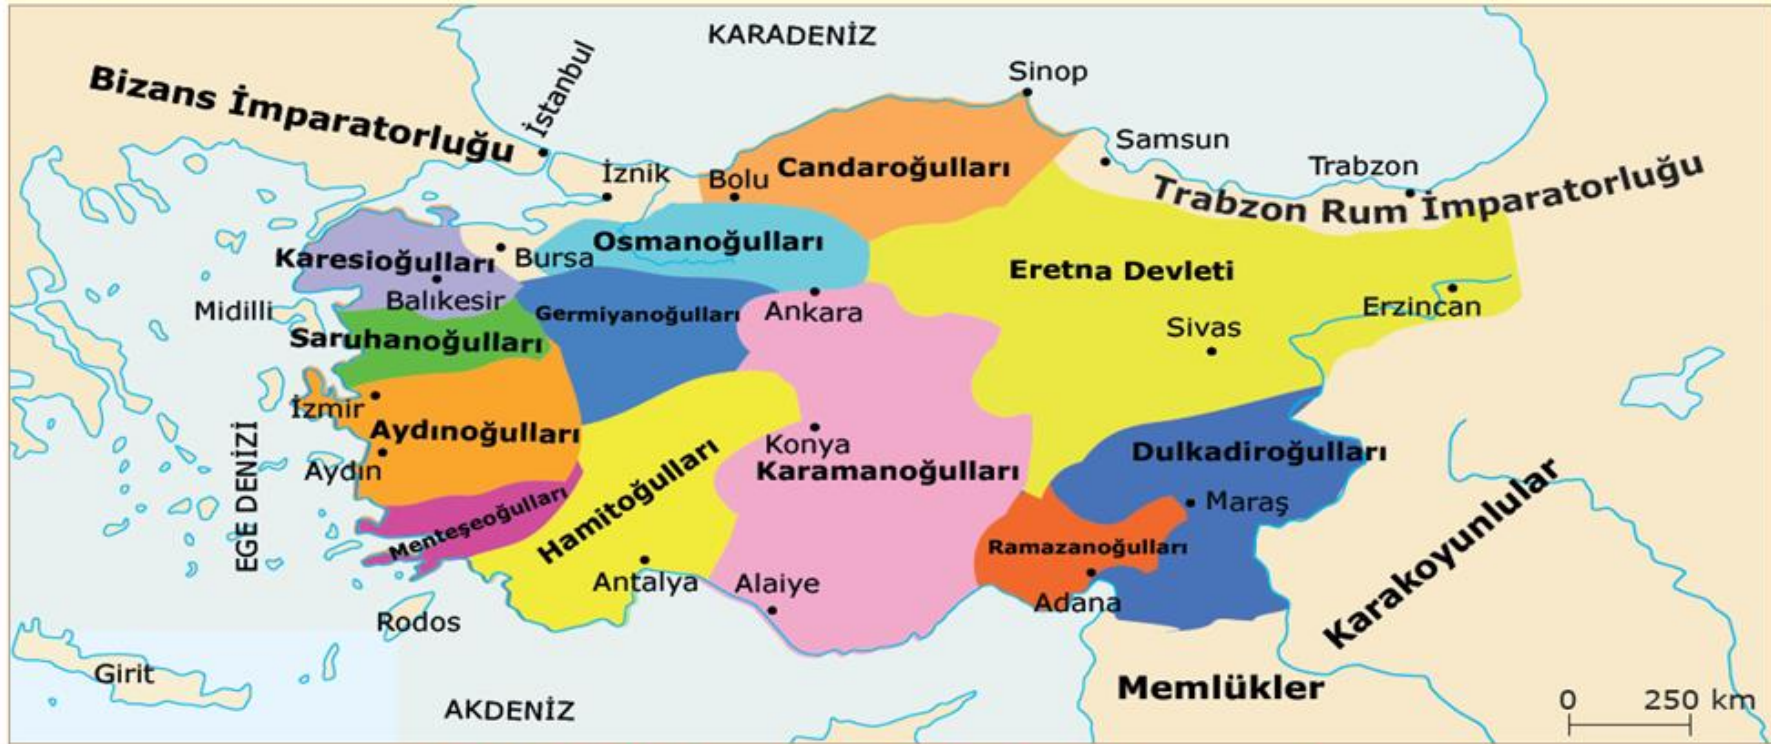 KARADENİZ
Sinop
Bizans İmparatorluğu
İstanbul
Samsun
İznik
Bolu
Candaroğulları
Trabzon
Trabzon Rum İmparatorluğu
Osmanoğulları
Karesioğulları
Bursa
Eretna Devleti
Balıkesir
Midilli
Germiyanoğulları
Ankara
Erzincan
Sivas
Saruhanoğulları
İzmir
Aydınoğulları
Konya
Dulkadiroğulları
Aydın
Karamanoğulları
EGE DENİZİ
Hamitoğulları
Maraş
Menteşeoğulları
Ramazanoğulları
Karakoyunlular
Antalya
Alaiye
Adana
Rodos
Girit
Memlükler
AKDENİZ
0 250 km